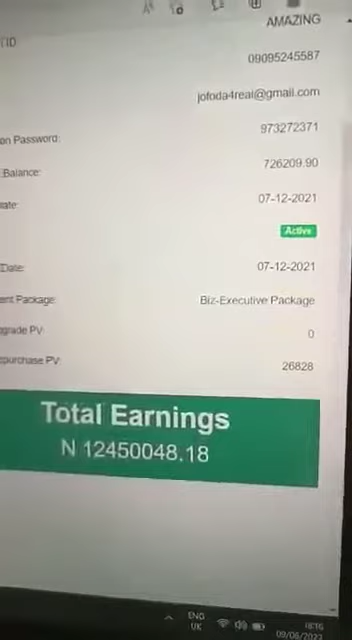 AMAZING
ID
09095245587
jofoda4real@gmail.com
on Password: 973272371
Balance: 726209.90
ate: 07-12-2021
Active
Date: 07-12-2021
ent Package: Biz-Executive Package
grade PV: 0
epurchase PV: 26828
Total Earnings
N 12450048.18
ENG
UK